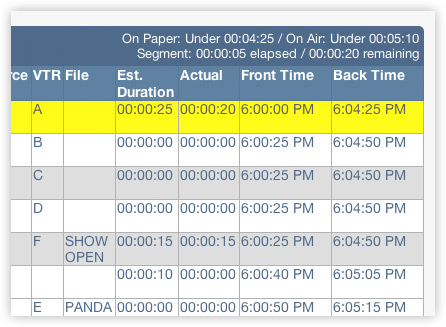 On Paper: Under 00:04:25 / On Air: Under 00:05:10
Segment: 00:00:05 elapsed / 00:00:20 remaining
rce VTR File Est. Duration Actual Front Time Back Time
A 00:00:25 00:00:20 6:00:00 PM 6:04:25 PM
B 00:00:00 00:00:00 6:00:25 PM 6:04:50 PM
C 00:00:00 00:00:00 6:00:25 PM 6:04:50 PM
D 00:00:00 00:00:00 6:00:25 PM 6:04:50 PM
F SHOW OPEN 00:00:15 00:00:15 6:00:25 PM 6:04:50 PM
00:00:10 00:00:00 6:00:40 PM 6:05:05 PM
E PANDA 00:00:00 00:00:00 6:00:50 PM 6:05:15 PM